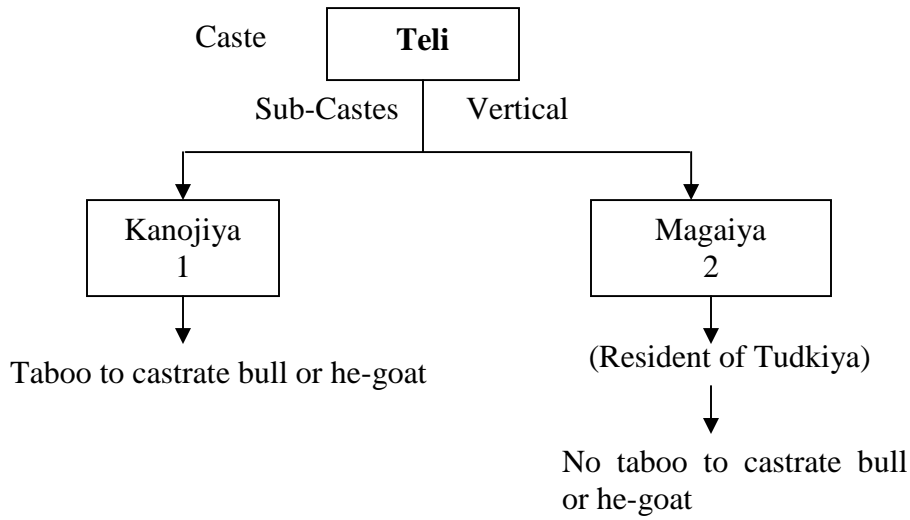 Caste
Teli
Sub-Castes Vertical
Kanojiya
1
Magaiya
2
Taboo to castrate bull or he-goat
(Resident of Tudkiya)
No taboo to castrate bull
or he-goat